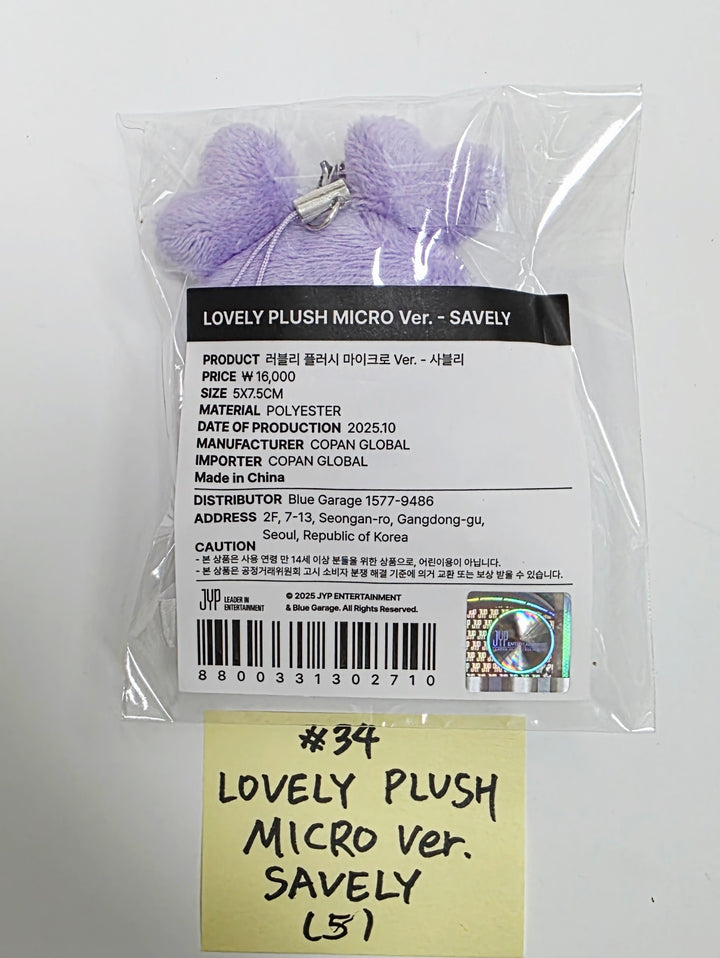 LOVELY PLUSH MICRO Ver. - SAVELY
PRODUCT 러블리 플러시 마이크로 Ver. - 사블리
PRICE ₩ 16,000
SIZE 5X7.5CM
MATERIAL POLYESTER
DATE OF PRODUCTION 2025.10
MANUFACTURER COPAN GLOBAL
IMPORTER COPAN GLOBAL
Made in China
DISTRIBUTOR Blue Garage 1577-9486
ADDRESS 2F, 7-13, Seongan-ro, Gangdong-gu,
Seoul, Republic of Korea
CAUTION
- 본 상품은 사용 연령 만 14세 이상 분들을 위한 상품으로, 어린이용이 아닙니다.
- 본 상품은 공정거래위원회 고시 소비자 분쟁 해결 기준에 의거 교환 또는 보상 받을 수 있습니다.
JYP LEADER IN
ENTERTAINMENT
© 2025 JYP ENTERTAINMENT
& Blue Garage. All Rights Reserved.
8800331302710
JYP
#34
LOVELY PLUSH
MICRO Ver.
SAVELY
(5)